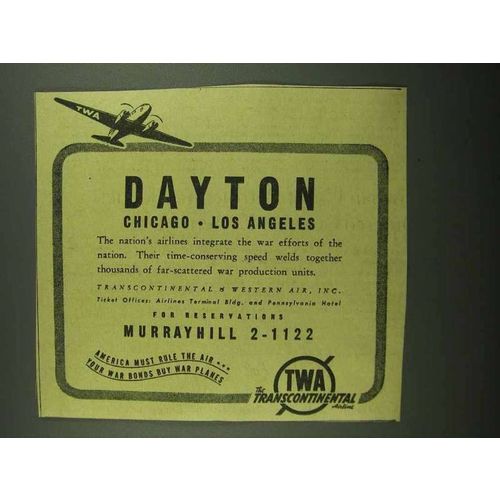 TWA
DAYTON
CHICAGO • LOS ANGELES
The nation's airlines integrate the war efforts of the
nation. Their time-conserving speed welds together
thousands of far-scattered war production units.
TRANSCONTINENTAL & WESTERN AIR, INC.
Ticket Offices: Airlines Terminal Bldg. and Pennsylvania Hotel
FOR RESERVATIONS
MURRAYHILL 2-1122
AMERICA MUST RULE THE AIR...
YOUR WAR BONDS BUY WAR PLANES
TWA
The TRANSCONTINENTAL Airline